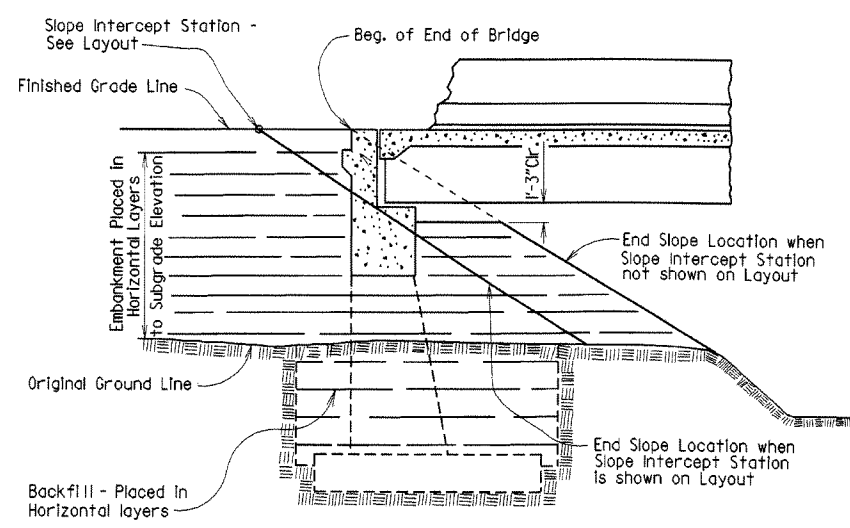 Slope Intercept Station -
See Layout
Beg. of End of Bridge
Finished Grade Line
1'-3"Clr.
Embankment Placed in
Horizontal Layers
to Subgrade Elevation
End Slope Location when
Slope Intercept Station
not shown on Layout
Original Ground Line
End Slope Location when
Slope Intercept Station
is shown on Layout
Backfill - Placed in
Horizontal layers